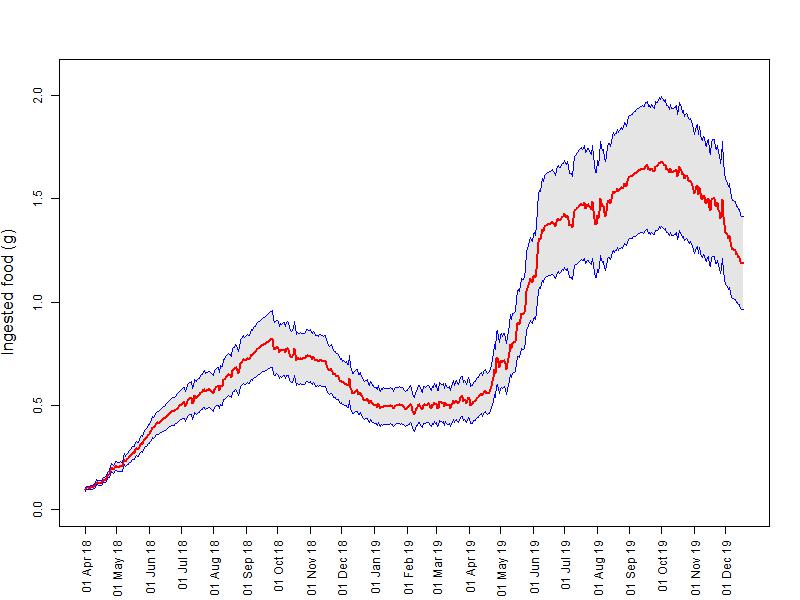 Ingested food (g)
2.0
1.5
1.0
0.5
0.0
01 Apr 18
01 May 18
01 Jun 18
01 Jul 18
01 Aug 18
01 Sep 18
01 Oct 18
01 Nov 18
01 Dec 18
01 Jan 19
01 Feb 19
01 Mar 19
01 Apr 19
01 May 19
01 Jun 19
01 Jul 19
01 Aug 19
01 Sep 19
01 Oct 19
01 Nov 19
01 Dec 19